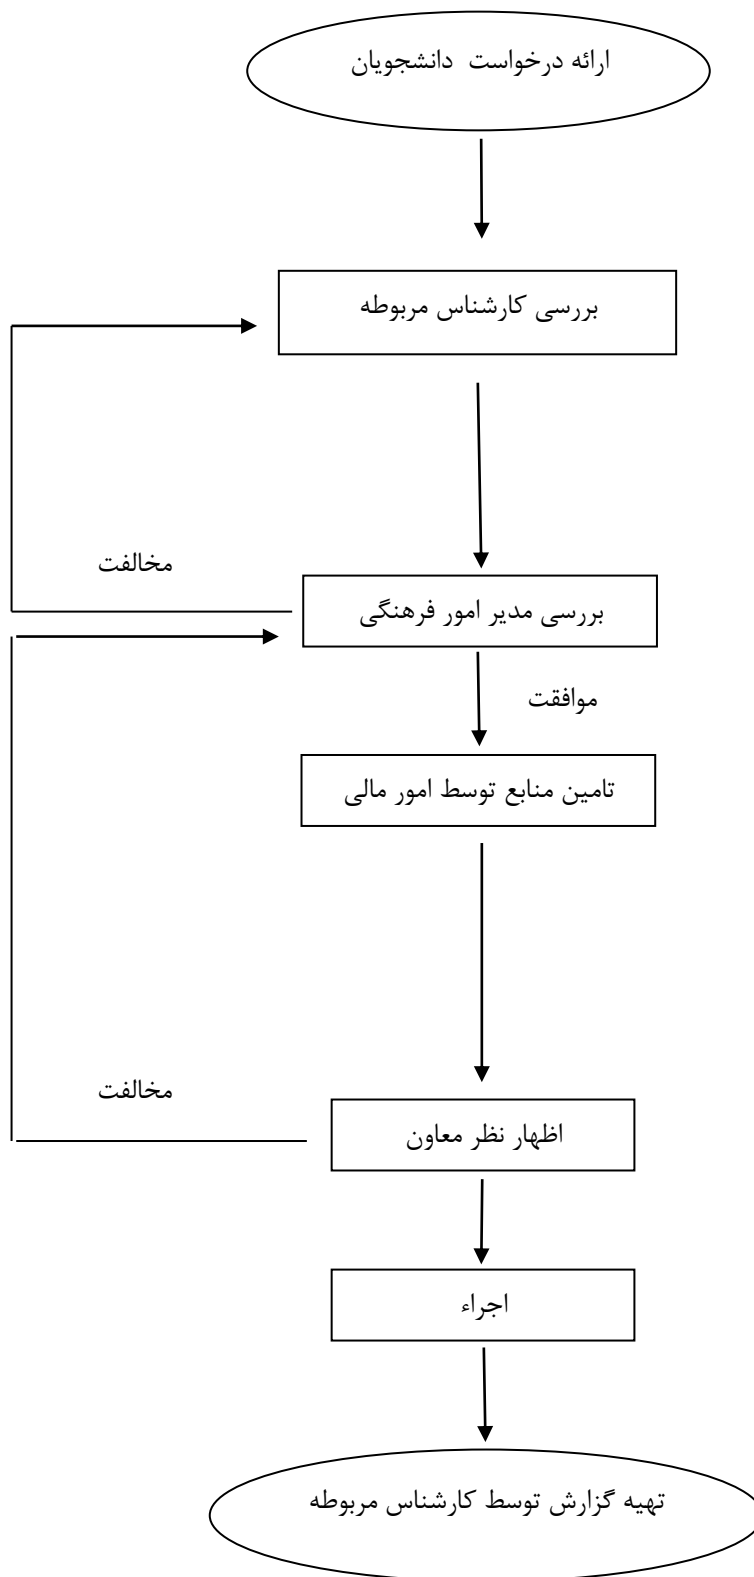 ارائه درخواست دانشجویان
بررسی کارشناس مربوطه
مخالفت
بررسی مدیر امور فرهنگی
موافقت
تامین منابع توسط امور مالی
مخالفت
اظهار نظر معاون
اجراء
تهیه گزارش توسط کارشناس مربوطه